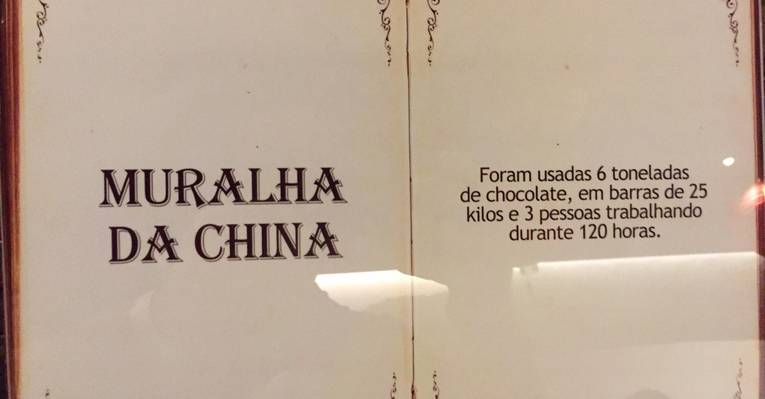 MURALHA
DA CHINA
Foram usadas 6 toneladas
de chocolate, em barras de 25
kilos e 3 pessoas trabalhando
durante 120 horas.